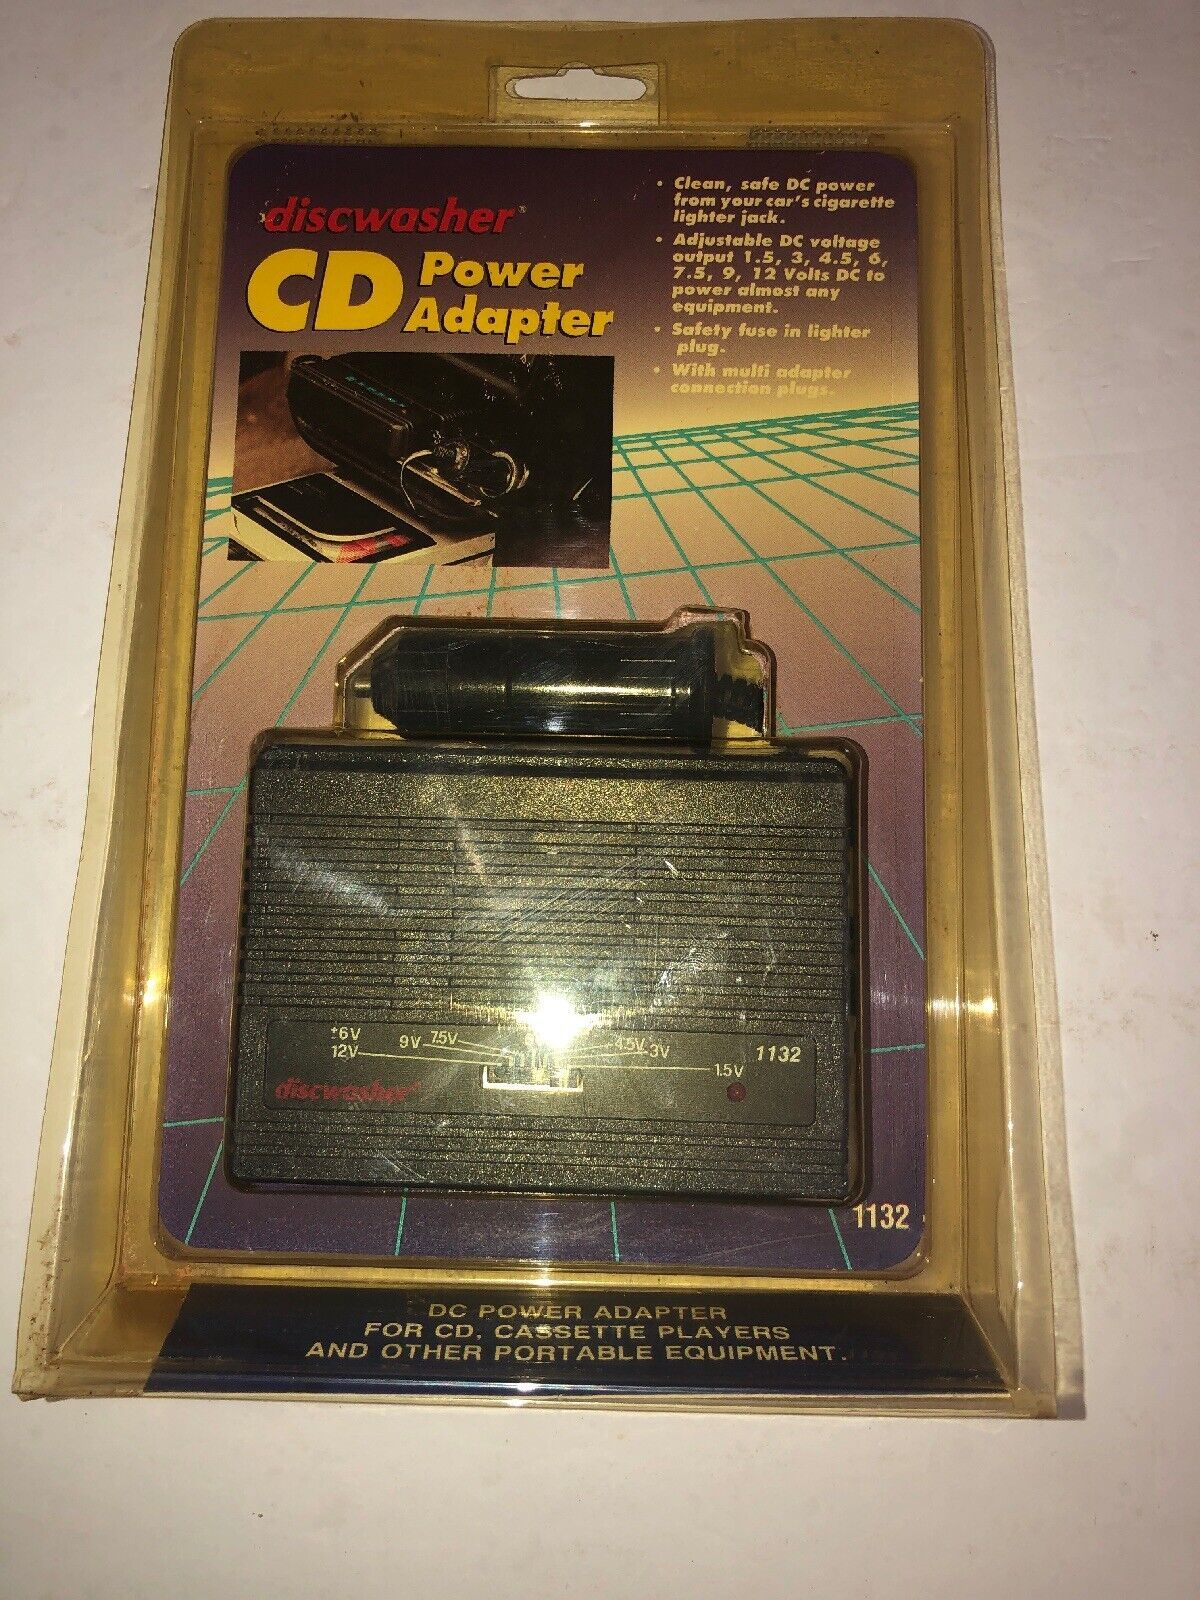 discwasher®
CD Power
Adapter
• Clean, safe DC power
from your car's cigarette
lighter jack.
• Adjustable DC voltage
output 1.5, 3, 4.5, 6,
7.5, 9, 12 Volts DC to
power almost any
equipment.
• Safety fuse in lighter
plug.
• With multi adapter
connection plugs.
±6V
12V
9V
7.5V
6
4.5V
3V
1.5V
1132
discwasher®
1132
DC POWER ADAPTER
FOR CD, CASSETTE PLAYERS
AND OTHER PORTABLE EQUIPMENT.